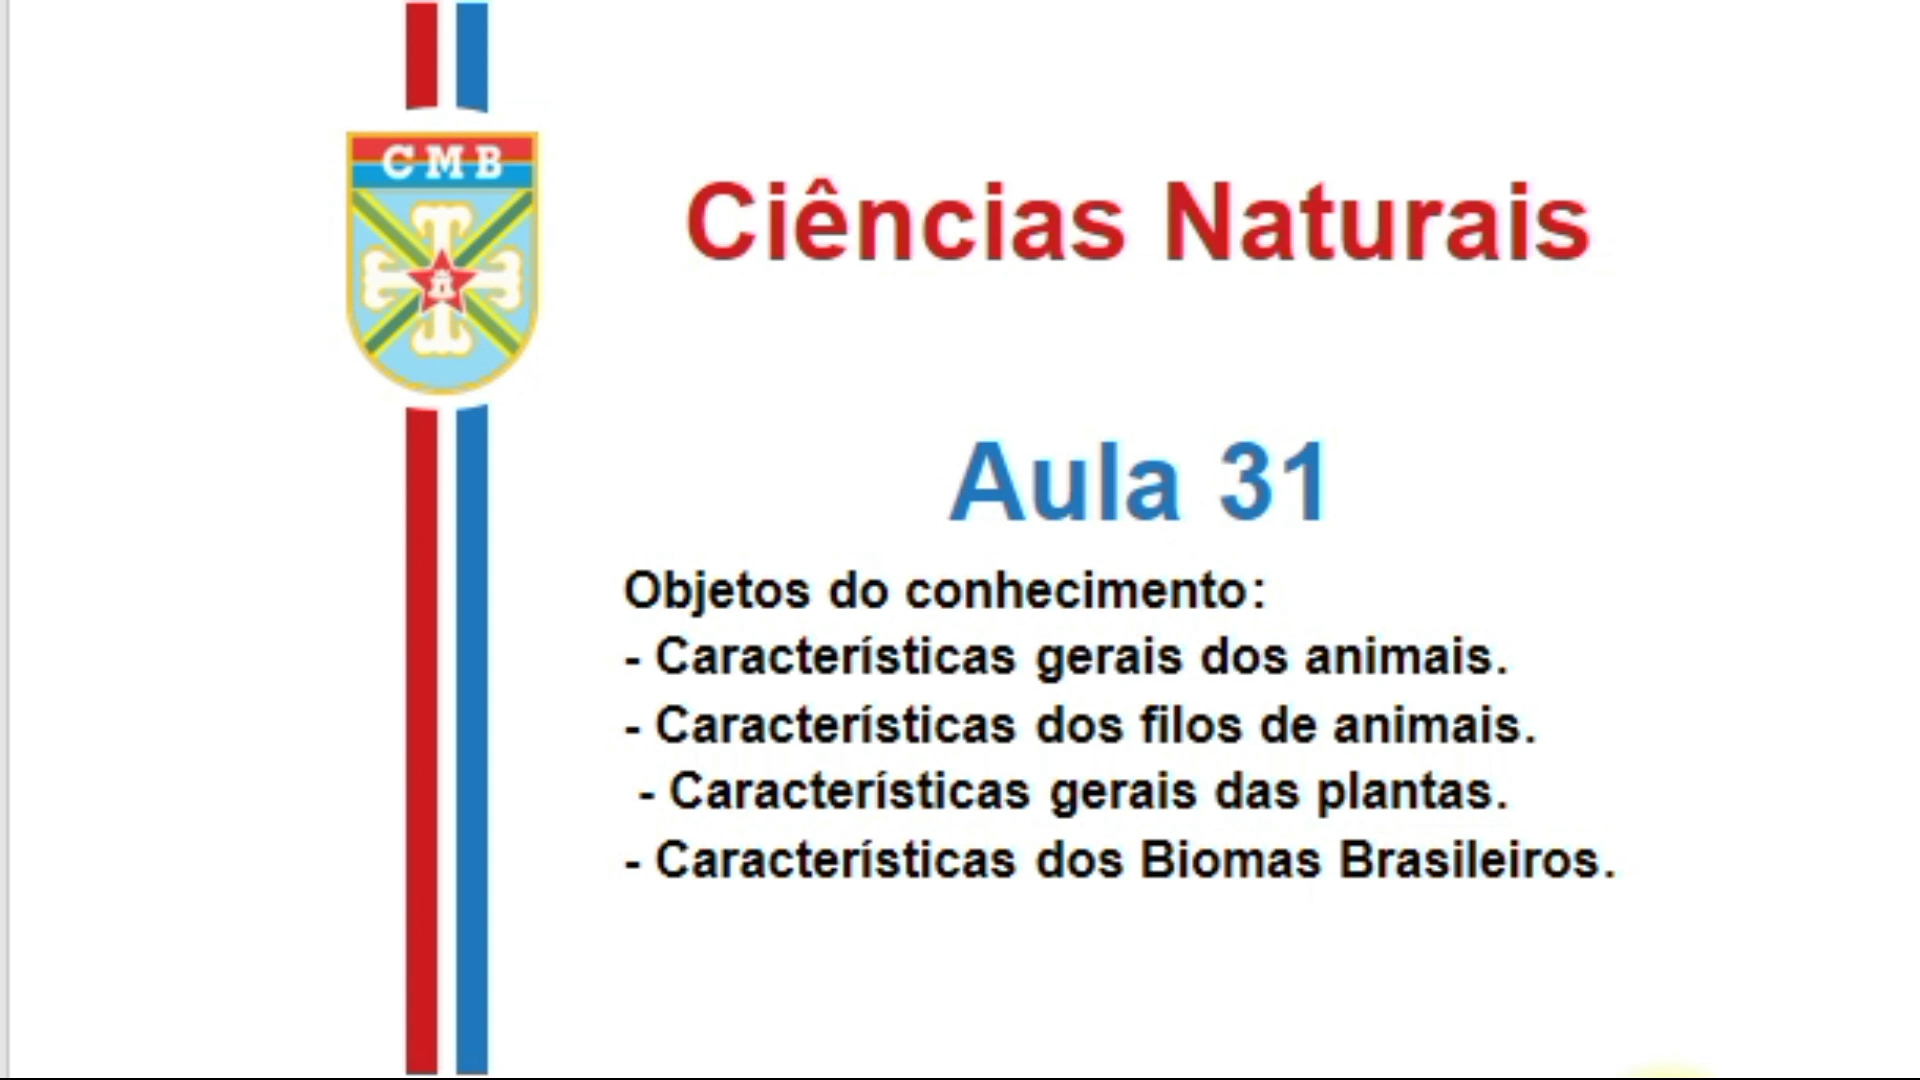 CMB
Ciências Naturais
Aula 31
Objetos do conhecimento:
- Características gerais dos animais.
- Características dos filos de animais.
- Características gerais das plantas.
- Características dos Biomas Brasileiros.